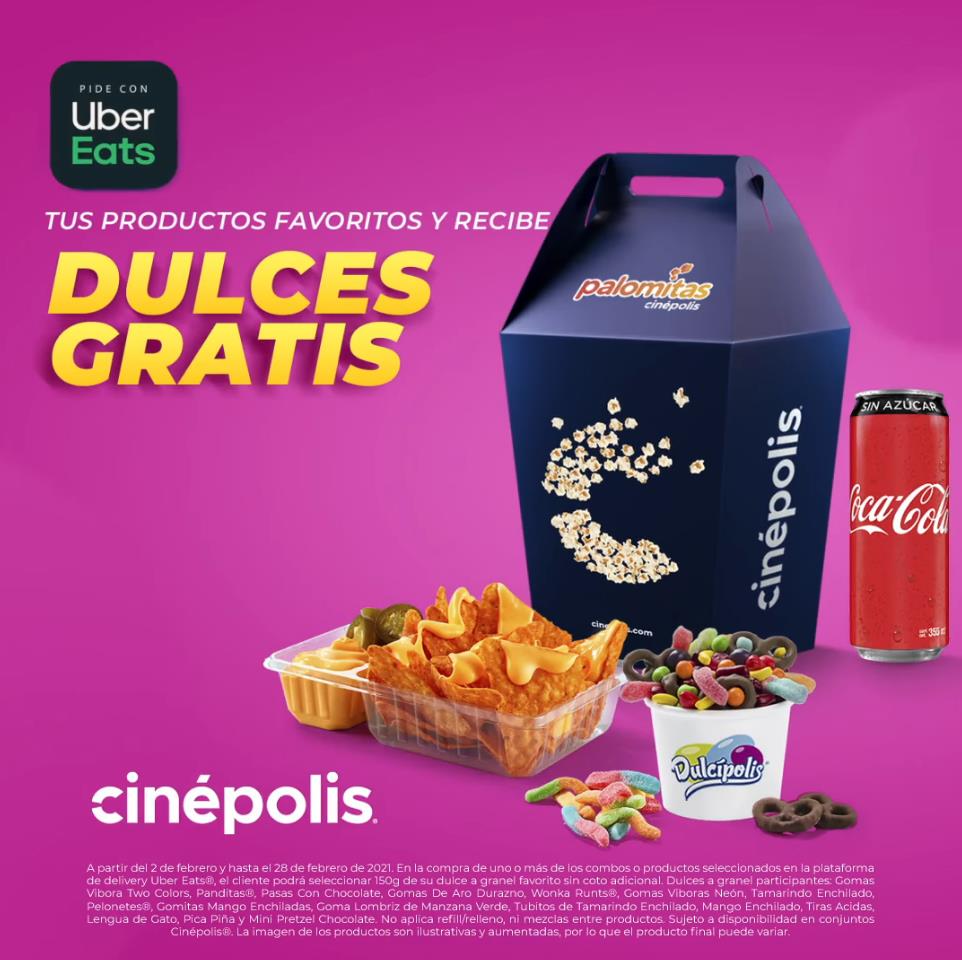 PIDE CON
Uber
Eats
TUS PRODUCTOS FAVORITOS Y RECIBE
DULCES
GRATIS
palomitas
cinépolis
cinépolis
SIN AZÚCAR
Coca-Cola
355
Dulcípolis
cinépolis
A partir del 2 de febrero y hasta el 28 de febrero de 2021. En la compra de uno o más de los combos o productos seleccionados en la plataforma
de delivery Uber Eats®, el cliente podrá seleccionar 150g de su dulce a granel favorito sin coto adicional. Dulces a granel participantes: Gomas
Vibora Two Colors, Panditas®, Pasas Con Chocolate, Gomas De Aro Durazno, Wonka Runts®, Gomas Viboras Neón, Tamarindo Enchilado,
Pelonetes®, Gomitas Mango Enchiladas, Goma Lombriz de Manzana Verde, Tubitos de Tamarindo Enchilado, Mango Enchilado, Tiras Acidas,
Lengua de Gato, Pica Piña y Mini Pretzel Chocolate. No aplica refill/relleno, ni mezclas entre productos. Sujeto a disponibilidad en conjuntos
Cinépolis®. La imagen de los productos son ilustrativas y aumentadas, por lo que el producto final puede variar.